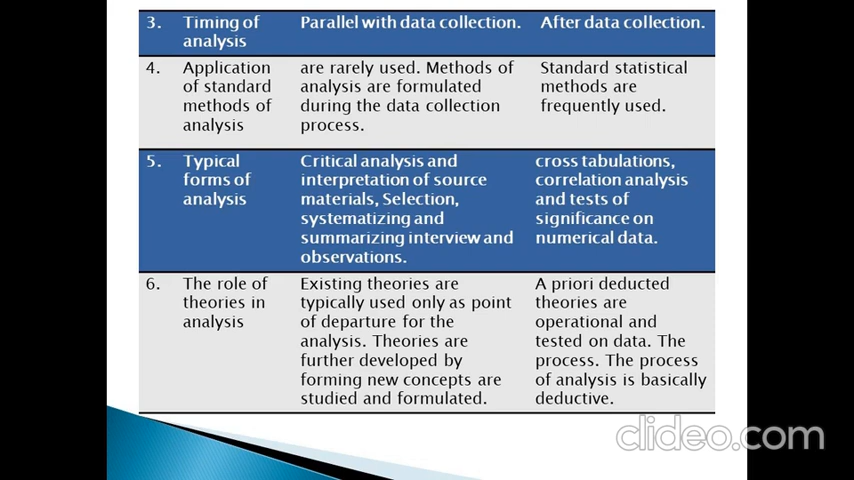 3. Timing of analysis Parallel with data collection. After data collection.
4. Application of standard methods of analysis are rarely used. Methods of analysis are formulated during the data collection process. Standard statistical methods are frequently used.
5. Typical forms of analysis Critical analysis and interpretation of source materials, Selection, systematizing and summarizing interview and observations. cross tabulations, correlation analysis and tests of significance on numerical data.
6. The role of theories in analysis Existing theories are typically used only as point of departure for the analysis. Theories are further developed by forming new concepts are studied and formulated. A priori deducted theories are operational and tested on data. The process. The process of analysis is basically deductive.
clideo.com